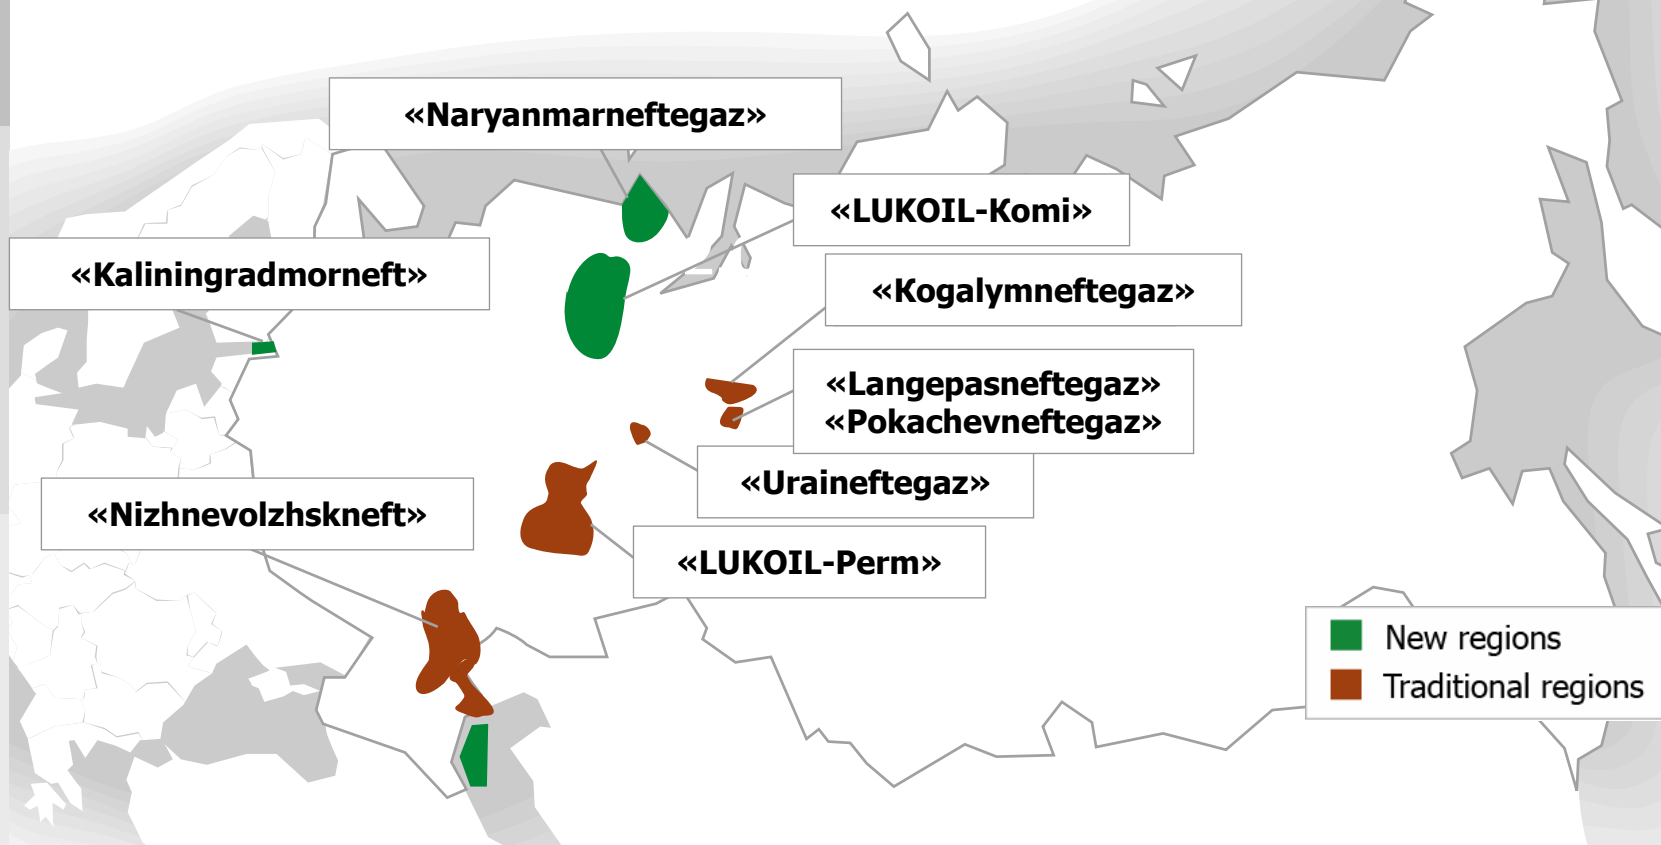 «Naryanmarneftegaz»
«LUKOIL-Komi»
«Kaliningradmorneft»
«Kogalymneftegaz»
«Langepasneftegaz»
«Pokachevneftegaz»
«Uraineftegaz»
«Nizhnevolzhskneft»
«LUKOIL-Perm»
New regions
Traditional regions